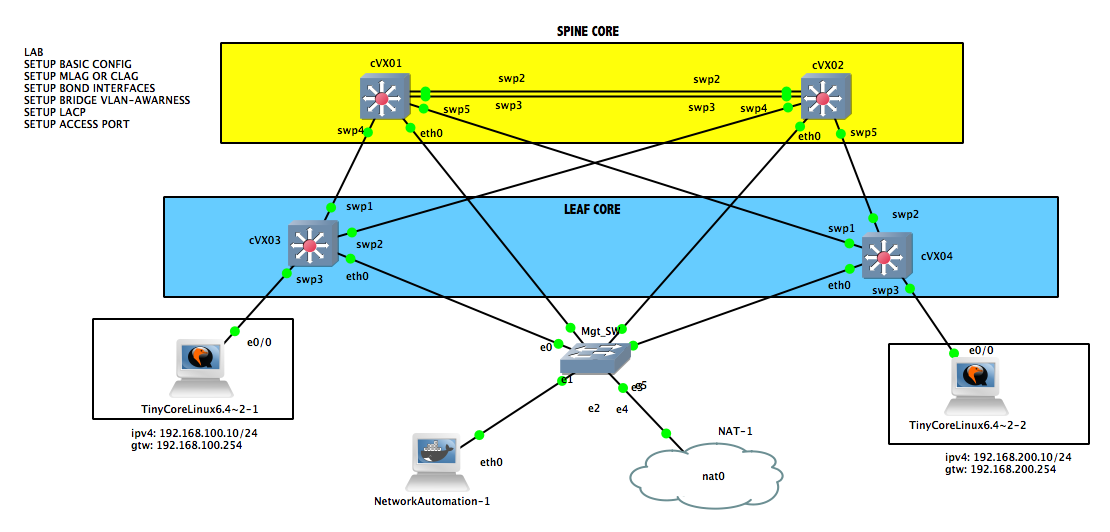 SPINE CORE
LAB
SETUP BASIC CONFIG
SETUP MLAG OR CLAG
SETUP BOND INTERFACES
SETUP BRIDGE VLAN-AWARNESS
SETUP LACP
SETUP ACCESS PORT
cVX01
cVX02
swp2
swp2
swp3
swp3
swp5
swp4
swp4
eth0
eth0
swp5
LEAF CORE
swp1
swp2
cVX03
swp2
swp1
cVX04
swp3
eth0
eth0
swp3
Mgt_SW
e0
e0/0
e0/0
e1
e3
e5
e2
e4
TinyCoreLinux6.4~2-1
ipv4: 192.168.100.10/24
gtw: 192.168.100.254
TinyCoreLinux6.4~2-2
ipv4: 192.168.200.10/24
gtw: 192.168.200.254
NAT-1
nat0
eth0
NetworkAutomation-1